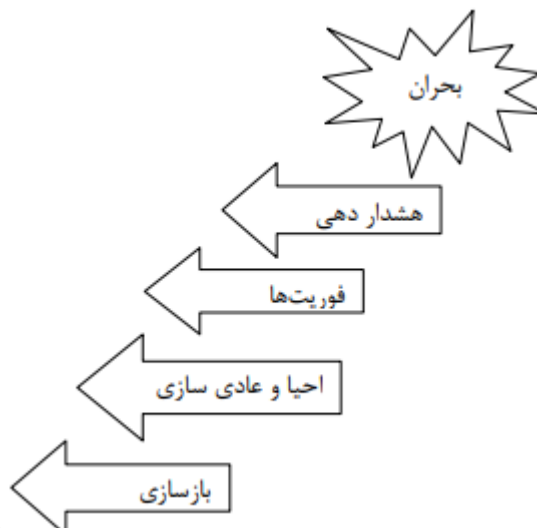 بحران
هشدار دهی
فوریت‌ها
احیا و عادی سازی
بازسازی